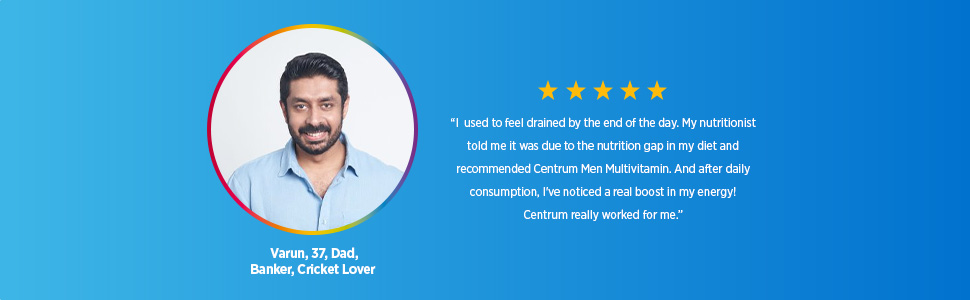 “I used to feel drained by the end of the day. My nutritionist
told me it was due to the nutrition gap in my diet and
recommended Centrum Men Multivitamin. And after daily
consumption, I've noticed a real boost in my energy!
Centrum really worked for me.”
Varun, 37, Dad,
Banker, Cricket Lover